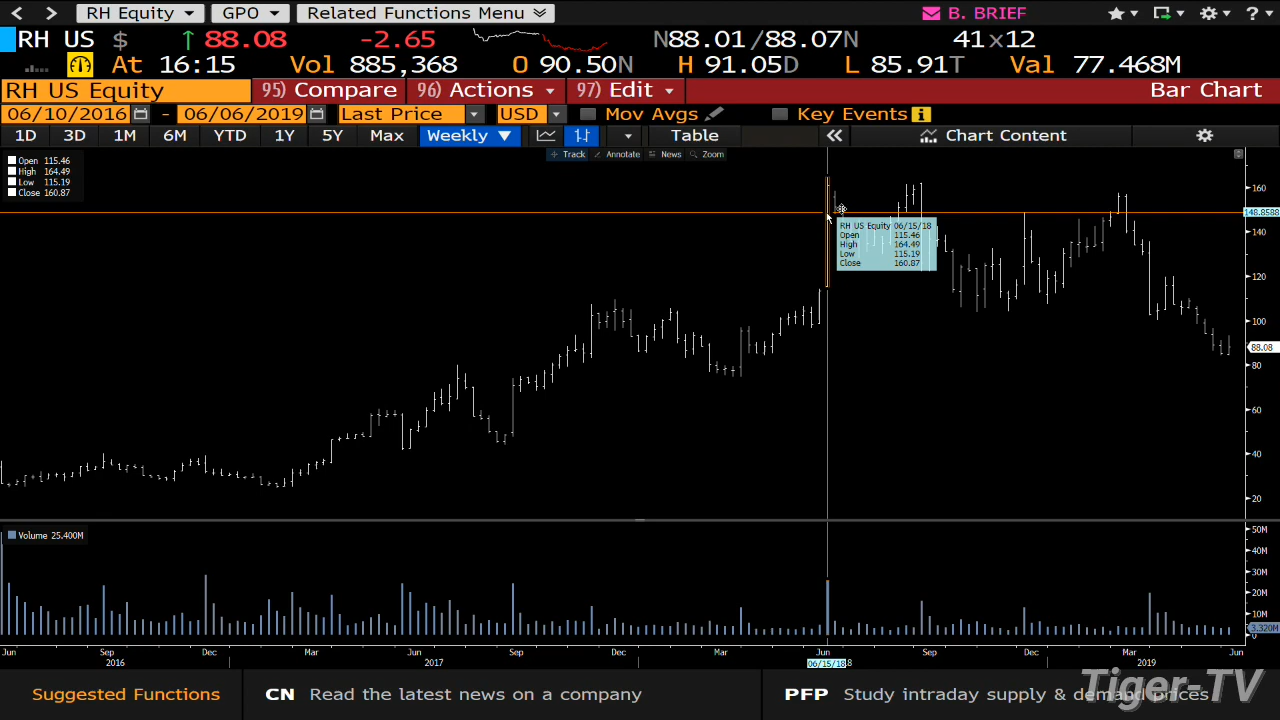 RH Equity GPO Related Functions Menu B. BRIEF ?
RH US $ ↑ 88.08 -2.65 N88.01/88.07N 41x12
At 16:15 Vol 885,368 O 90.50N H 91.05D L 85.91T Val 77.468M
RH US Equity 95) Compare 96) Actions 97) Edit Bar Chart
06/10/2016 - 06/06/2019 Last Price USD Mov Avgs Key Events i
1D 3D 1M 6M YTD 1Y 5Y Max Weekly Table « Chart Content
Track Annotate News Zoom
Open 115.46
High 164.49
Low 115.19
Close 160.87
160
148.8588
140
120
100
88.08
80
60
40
20
RH US Equity 06/15/18
Open 115.46
High 164.49
Low 115.19
Close 160.87
Volume 25.400M
50M
40M
30M
20M
10M
3.320M
0
Jun Sep Dec Mar Jun Sep Dec Mar Jun Sep Dec Mar Jun
2016 2017 06/15/18 18 2019
Suggested Functions CN Read the latest news on a company PFP Study intraday supply & demand prices
Tiger-TV